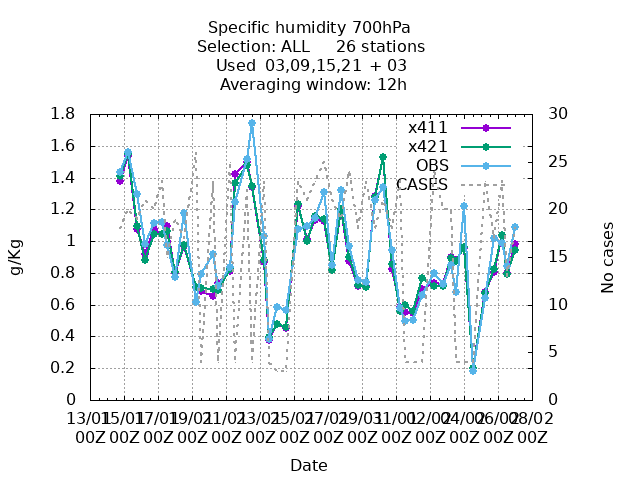 Specific humidity 700hPa
Selection: ALL     26 stations
Used  03,09,15,21 + 03
Averaging window: 12h
x411
x421
OBS
CASES
1.8
1.6
1.4
1.2
1
0.8
0.6
0.4
0.2
0
g/Kg
30
25
20
15
10
5
0
No cases
13/01 15/01 17/01 19/01 21/01 23/01 25/01 27/01 29/01 31/01 02/02 04/02 06/02 08/02
00Z 00Z 00Z 00Z 00Z 00Z 00Z 00Z 00Z 00Z 00Z 00Z 00Z 00Z
Date